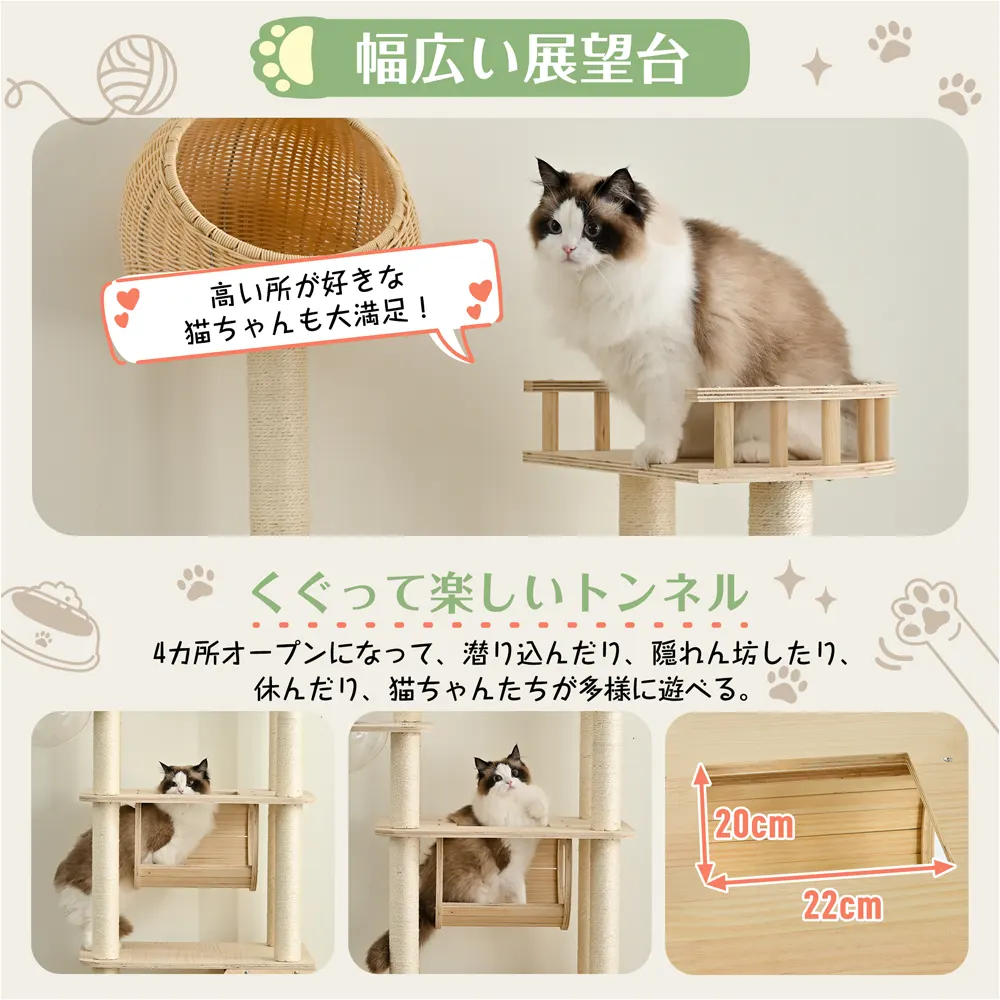 幅広い展望台
高い所が好きな
猫ちゃんも大満足！
くぐって楽しいトンネル
4カ所オープンになって、潜り込んだり、隠れん坊したり、
休んだり、猫ちゃんたちが多様に遊べる。
20cm
22cm